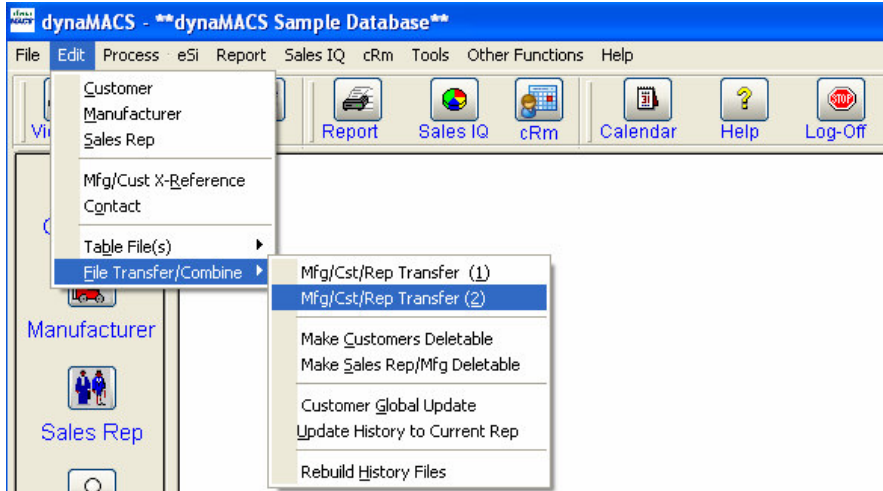 dynaMACS - **dynaMACS Sample Database**
File Edit Process eSi Report Sales IQ cRm Tools Other Functions Help
Report Sales IQ cRm Calendar Help Log-Off
Customer
Manufacturer
Sales Rep
Mfg/Cust X-Reference
Contact
Table File(s)
File Transfer/Combine
Mfg/Cst/Rep Transfer (1)
Mfg/Cst/Rep Transfer (2)
Make Customers Deletable
Make Sales Rep/Mfg Deletable
Customer Global Update
Update History to Current Rep
Rebuild History Files
Manufacturer
Sales Rep